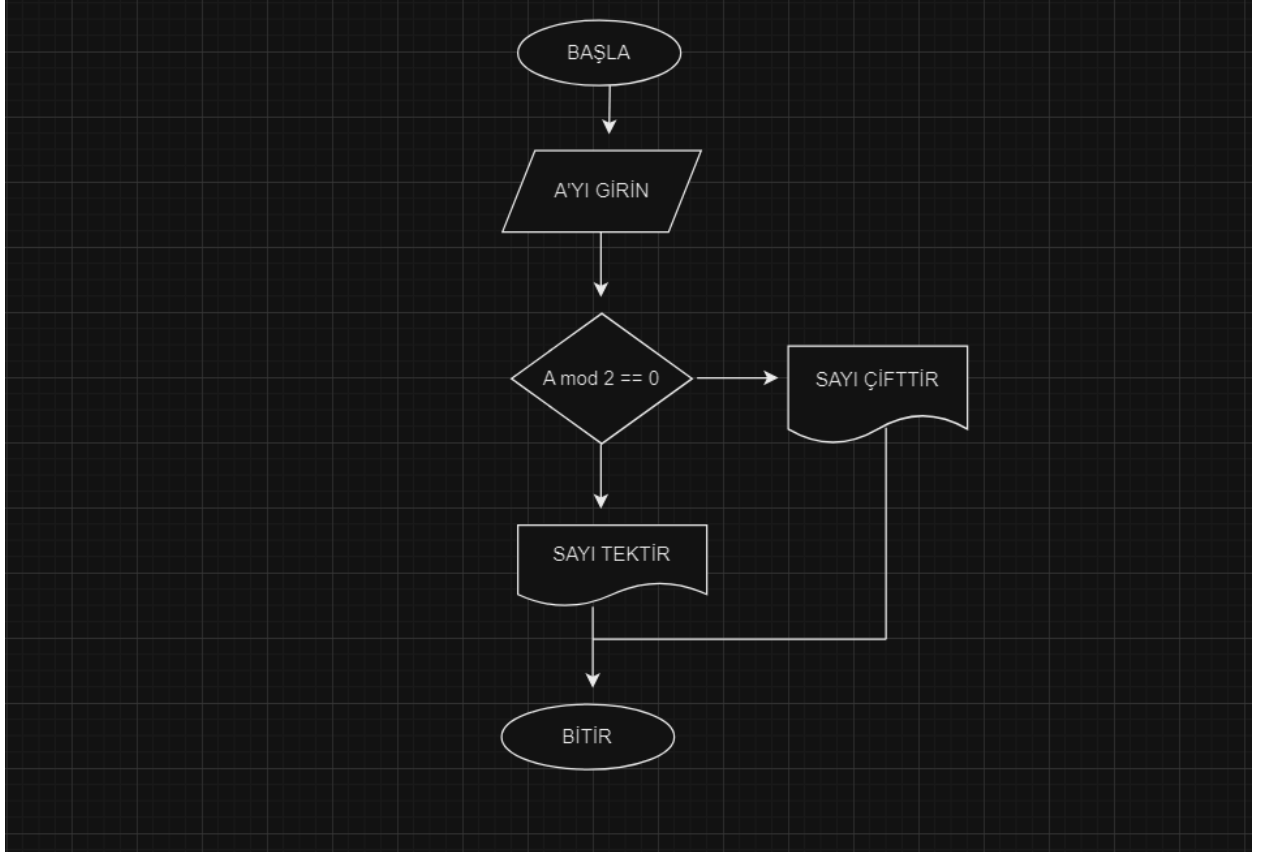 BAŞLA
A'YI GİRİN
A mod 2 == 0
SAYI ÇİFTTİR
SAYI TEKTİR
BİTİR